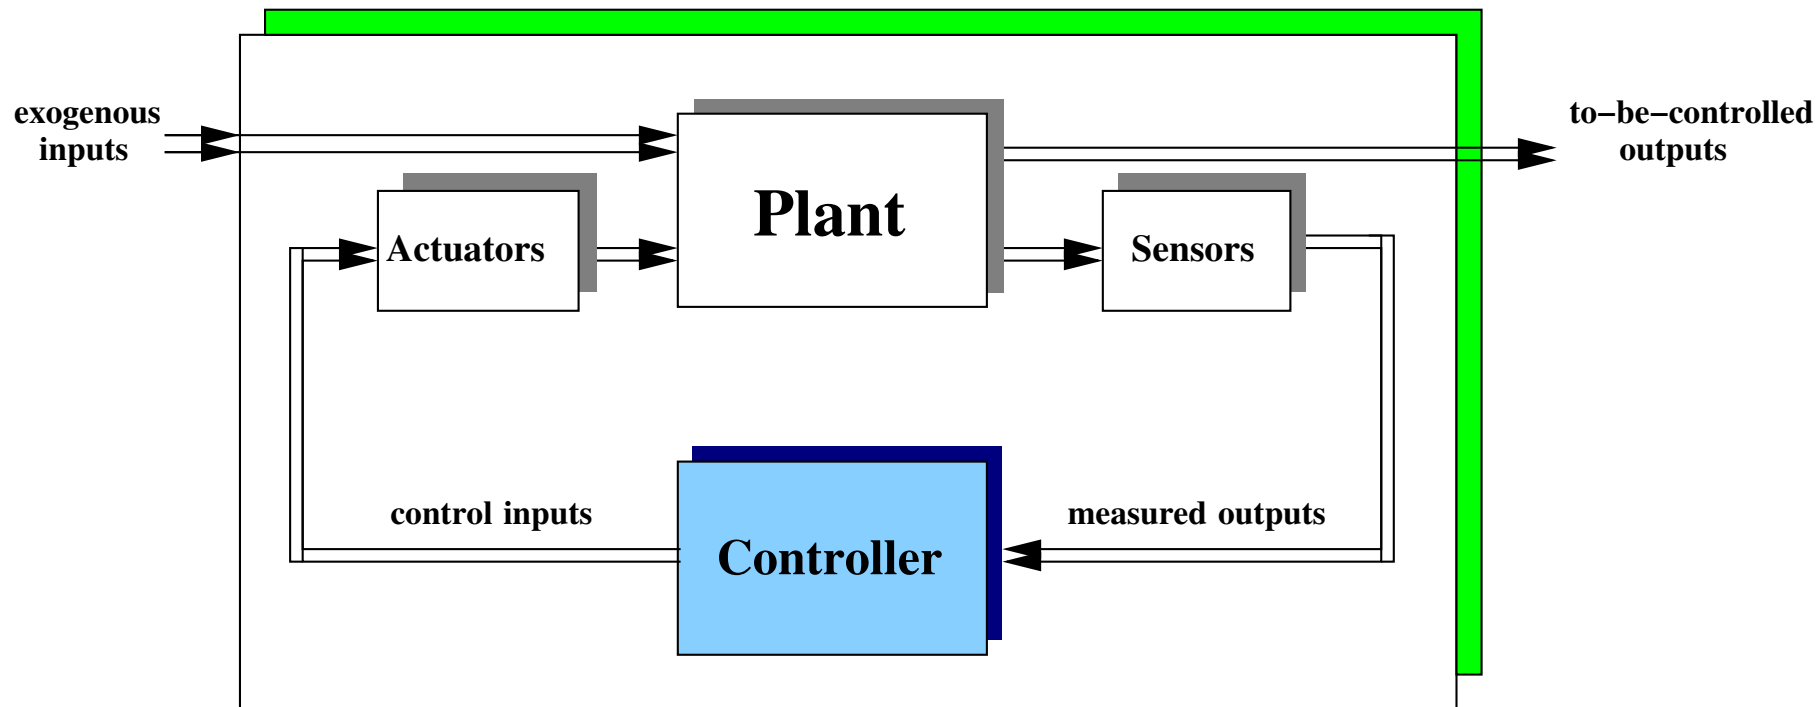 exogenous
inputs
to−be−controlled
outputs
Plant
Actuators
Sensors
control inputs
measured outputs
Controller